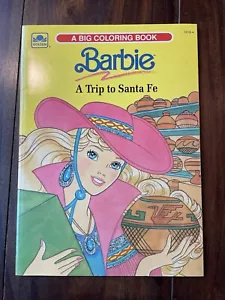 A BIG COLORING BOOK
Barbie
A Trip to Santa Fe